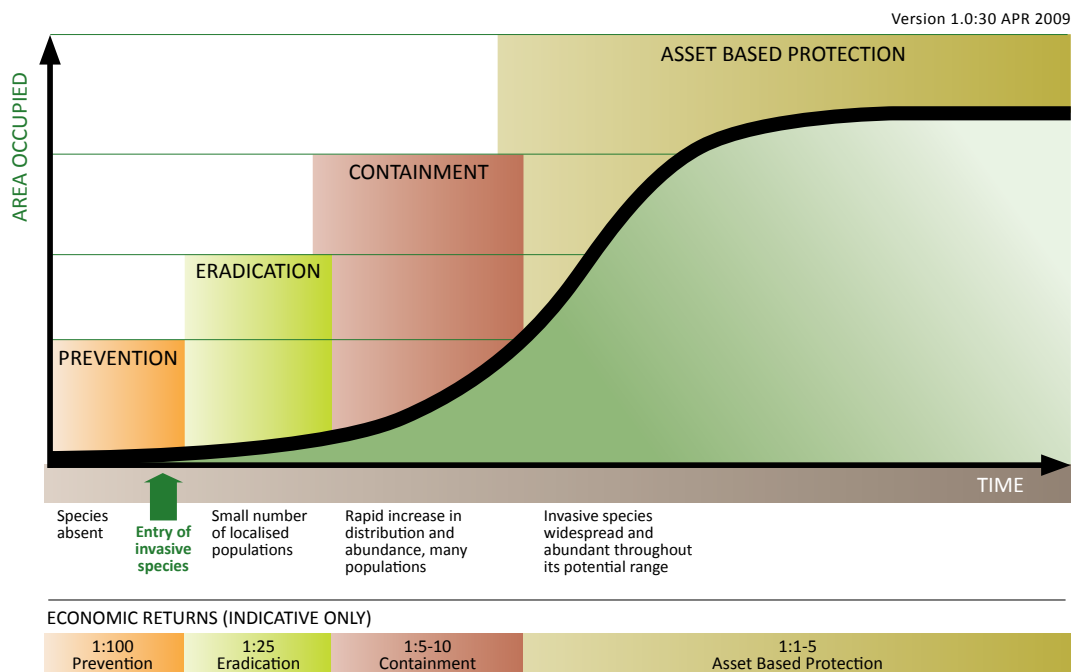 Version 1.0:30 APR 2009
AREA OCCUPIED
ASSET BASED PROTECTION
CONTAINMENT
ERADICATION
PREVENTION
TIME
Species
absent
Entry of
invasive
species
Small number
of localised
populations
Rapid increase in
distribution and
abundance, many
populations
Invasive species
widespread and
abundant throughout
its potential range
ECONOMIC RETURNS (INDICATIVE ONLY)
1:100
Prevention
1:25
Eradication
1:5-10
Containment
1:1-5
Asset Based Protection